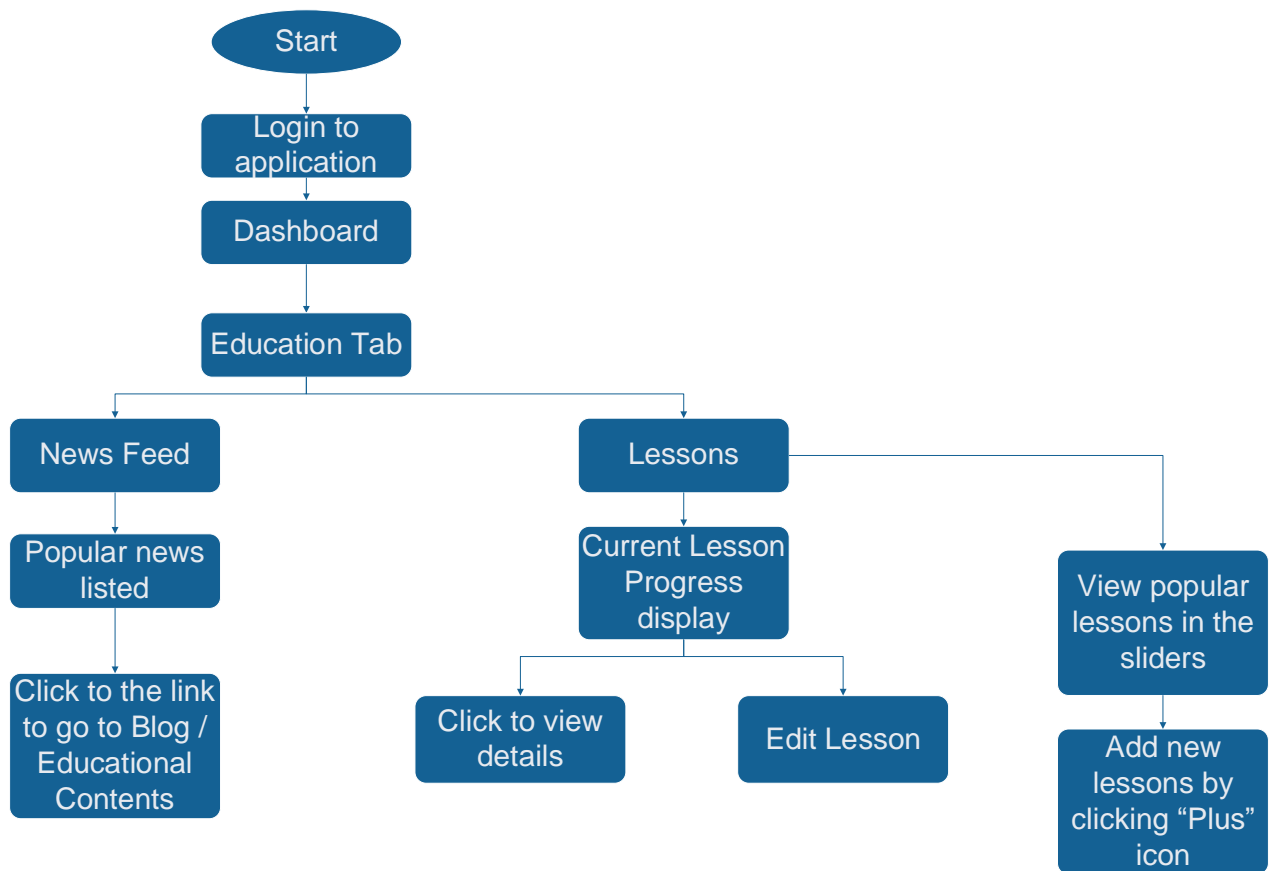 Start
Login to
application
Dashboard
Education Tab
News Feed
Lessons
Popular news
listed
Current Lesson
Progress
display
View popular
lessons in the
sliders
Click to the link
to go to Blog /
Educational
Contents
Click to view
details
Edit Lesson
Add new
lessons by
clicking “Plus”
icon